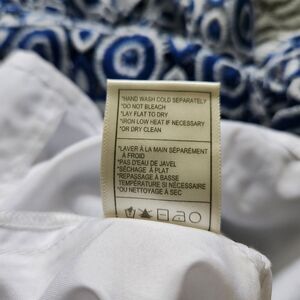 *HAND WASH COLD SEPARATELY
*DO NOT BLEACH
*LAY FLAT TO DRY
*IRON LOW HEAT IF NECESSARY
*OR DRY CLEAN
*LAVER À LA MAIN SÉPARÉMENT
À FROID
*PAS D'EAU DE JAVEL
*SÉCHAGE À PLAT
*REPASSAGE À BASSE
TEMPÉRATURE SI NÉCESSAIRE
*OU NETTOYAGE À SEC